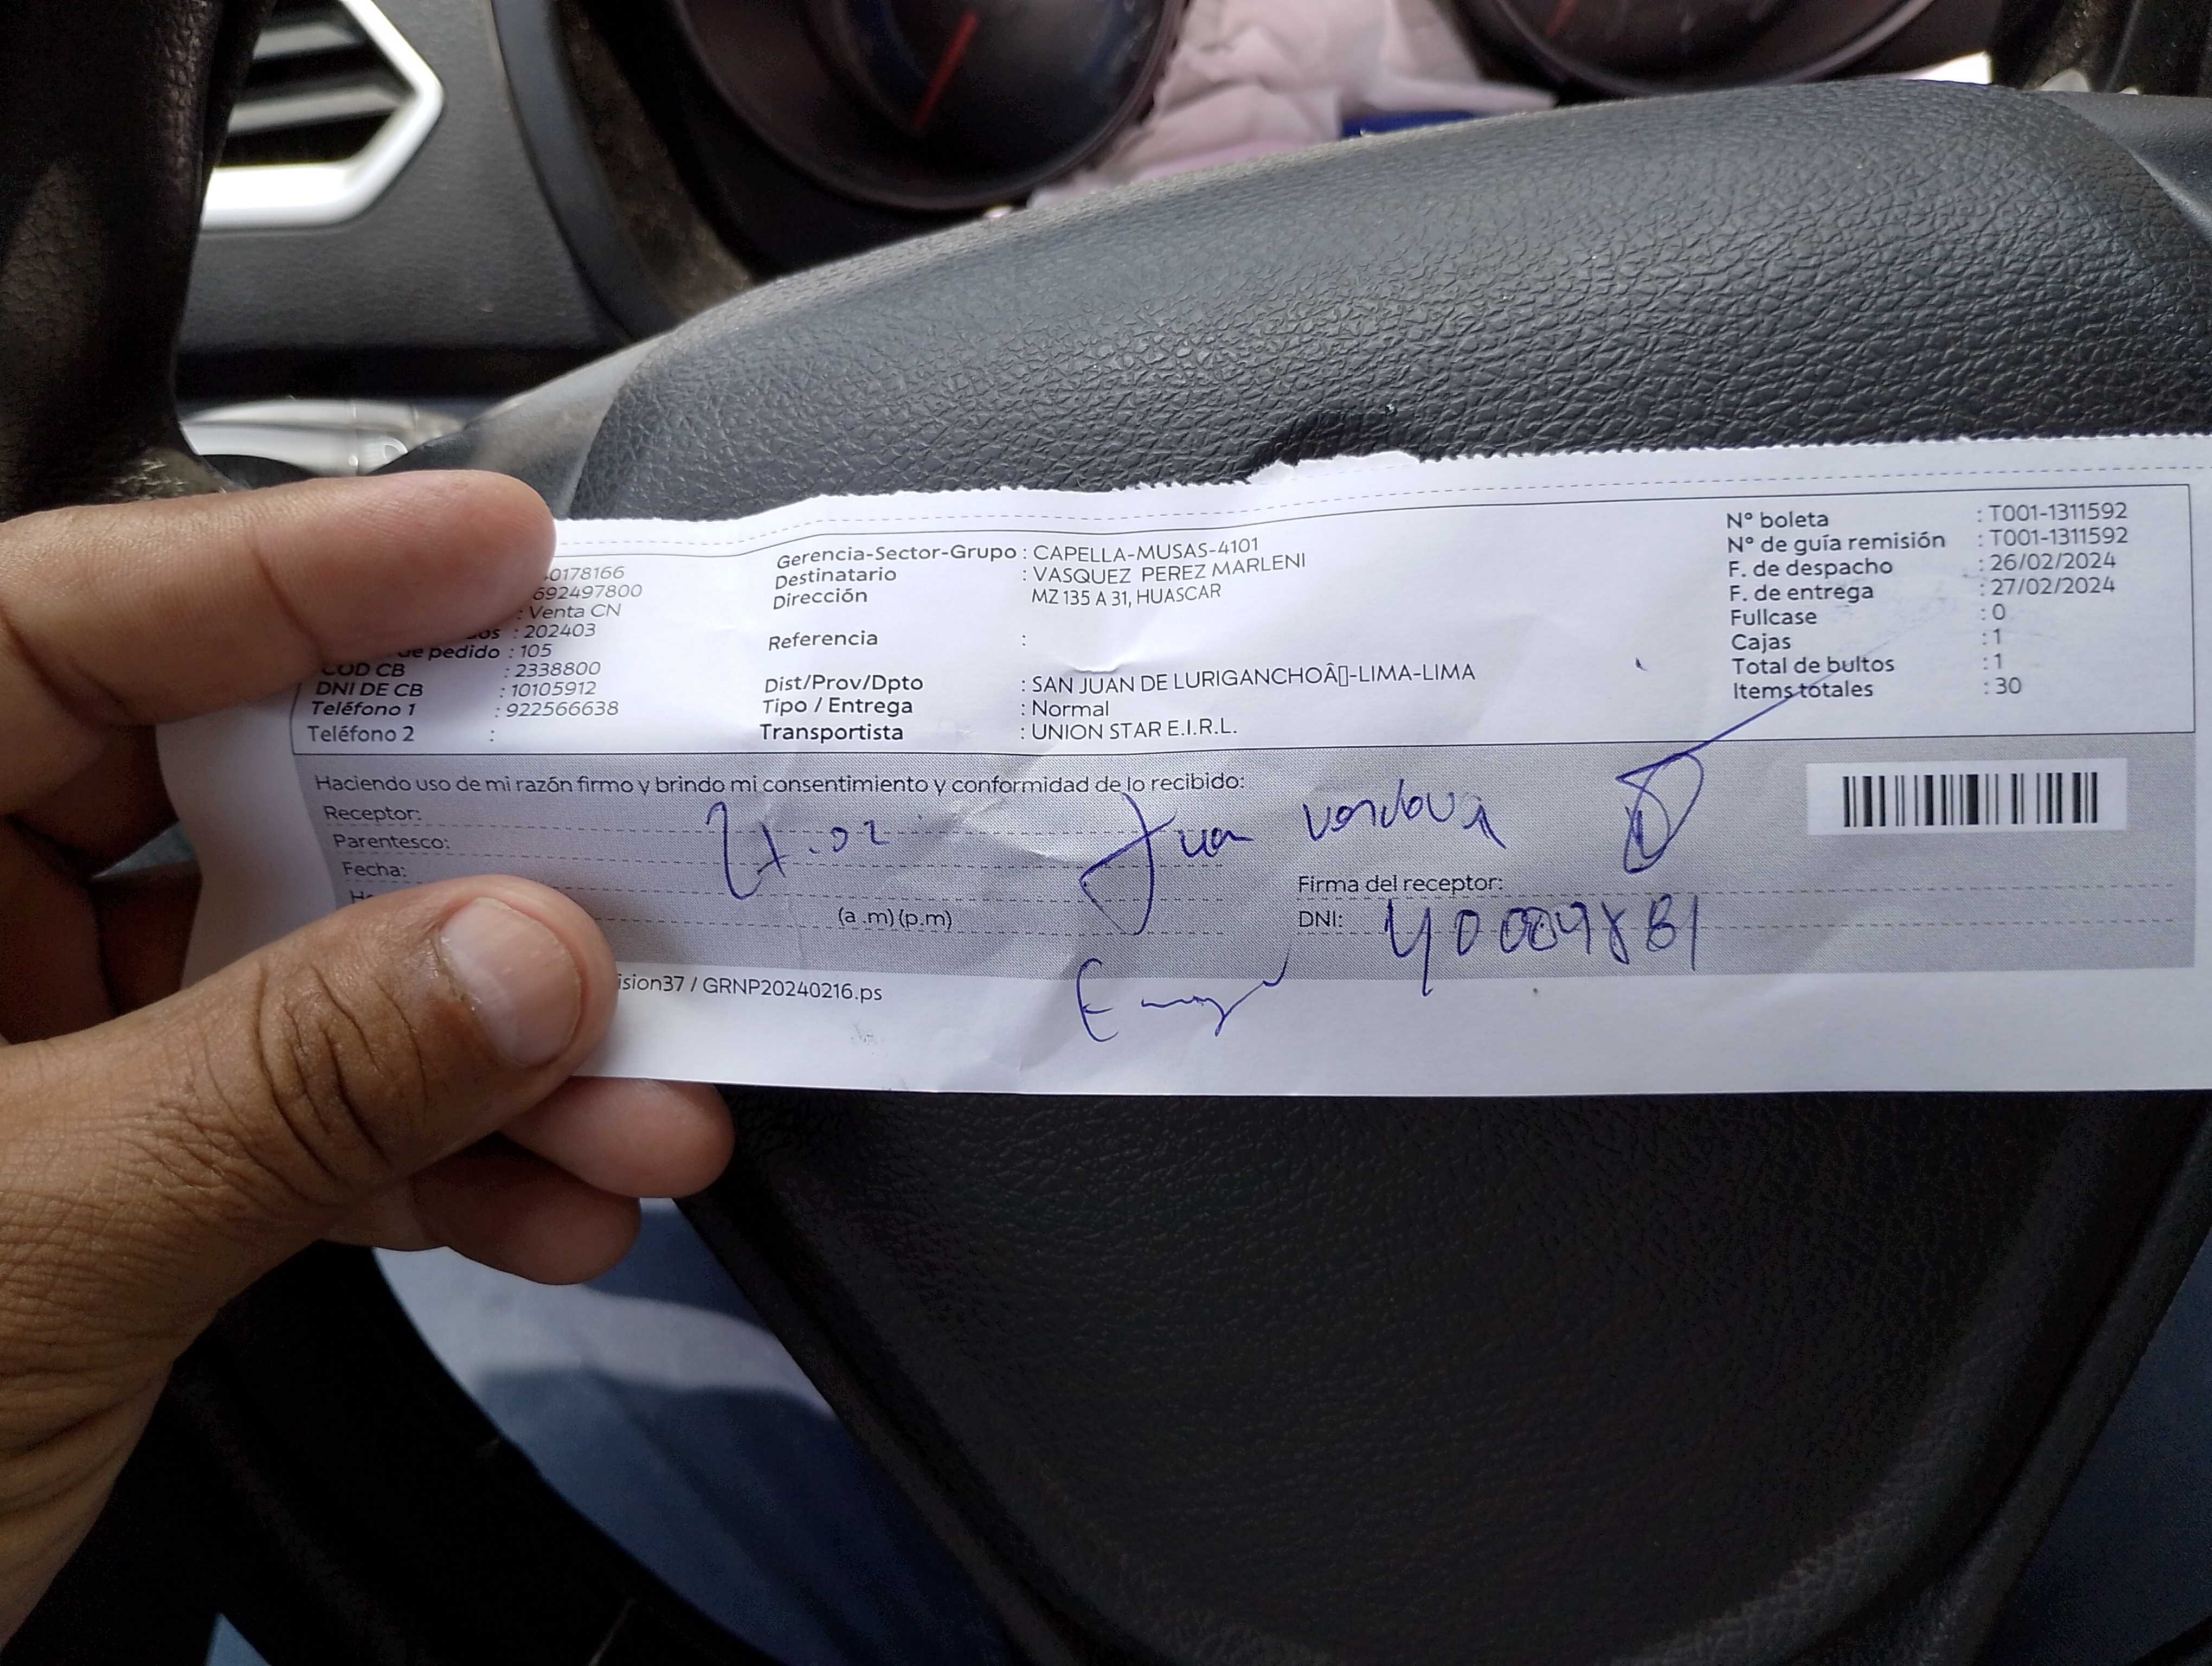 0178166
692497800
: Venta CN
os : 202403
de pedido : 105
COD CB : 2338800
DNI DE CB : 10105912
Teléfono 1 : 922566638
Teléfono 2 :
Gerencia-Sector-Grupo : CAPELLA-MUSAS-4101
Destinatario : VASQUEZ PEREZ MARLENI
Dirección MZ 135 A 31, HUASCAR
Referencia :
Dist/Prov/Dpto : SAN JUAN DE LURIGANCHOÂ▯-LIMA-LIMA
Tipo / Entrega : Normal
Transportista : UNION STAR E.I.R.L.
N° boleta : T001-1311592
N° de guía remisión : T001-1311592
F. de despacho : 26/02/2024
F. de entrega : 27/02/2024
Fullcase : 0
Cajas : 1
Total de bultos : 1
Items totales : 30
Haciendo uso de mi razón firmo y brindo mi consentimiento y conformidad de lo recibido:
Receptor:
Parentesco:
27.02 Juan
Fecha:
Firma del receptor:
(a .m) (p.m)
DNI:
ision37 / GRNP20240216.ps